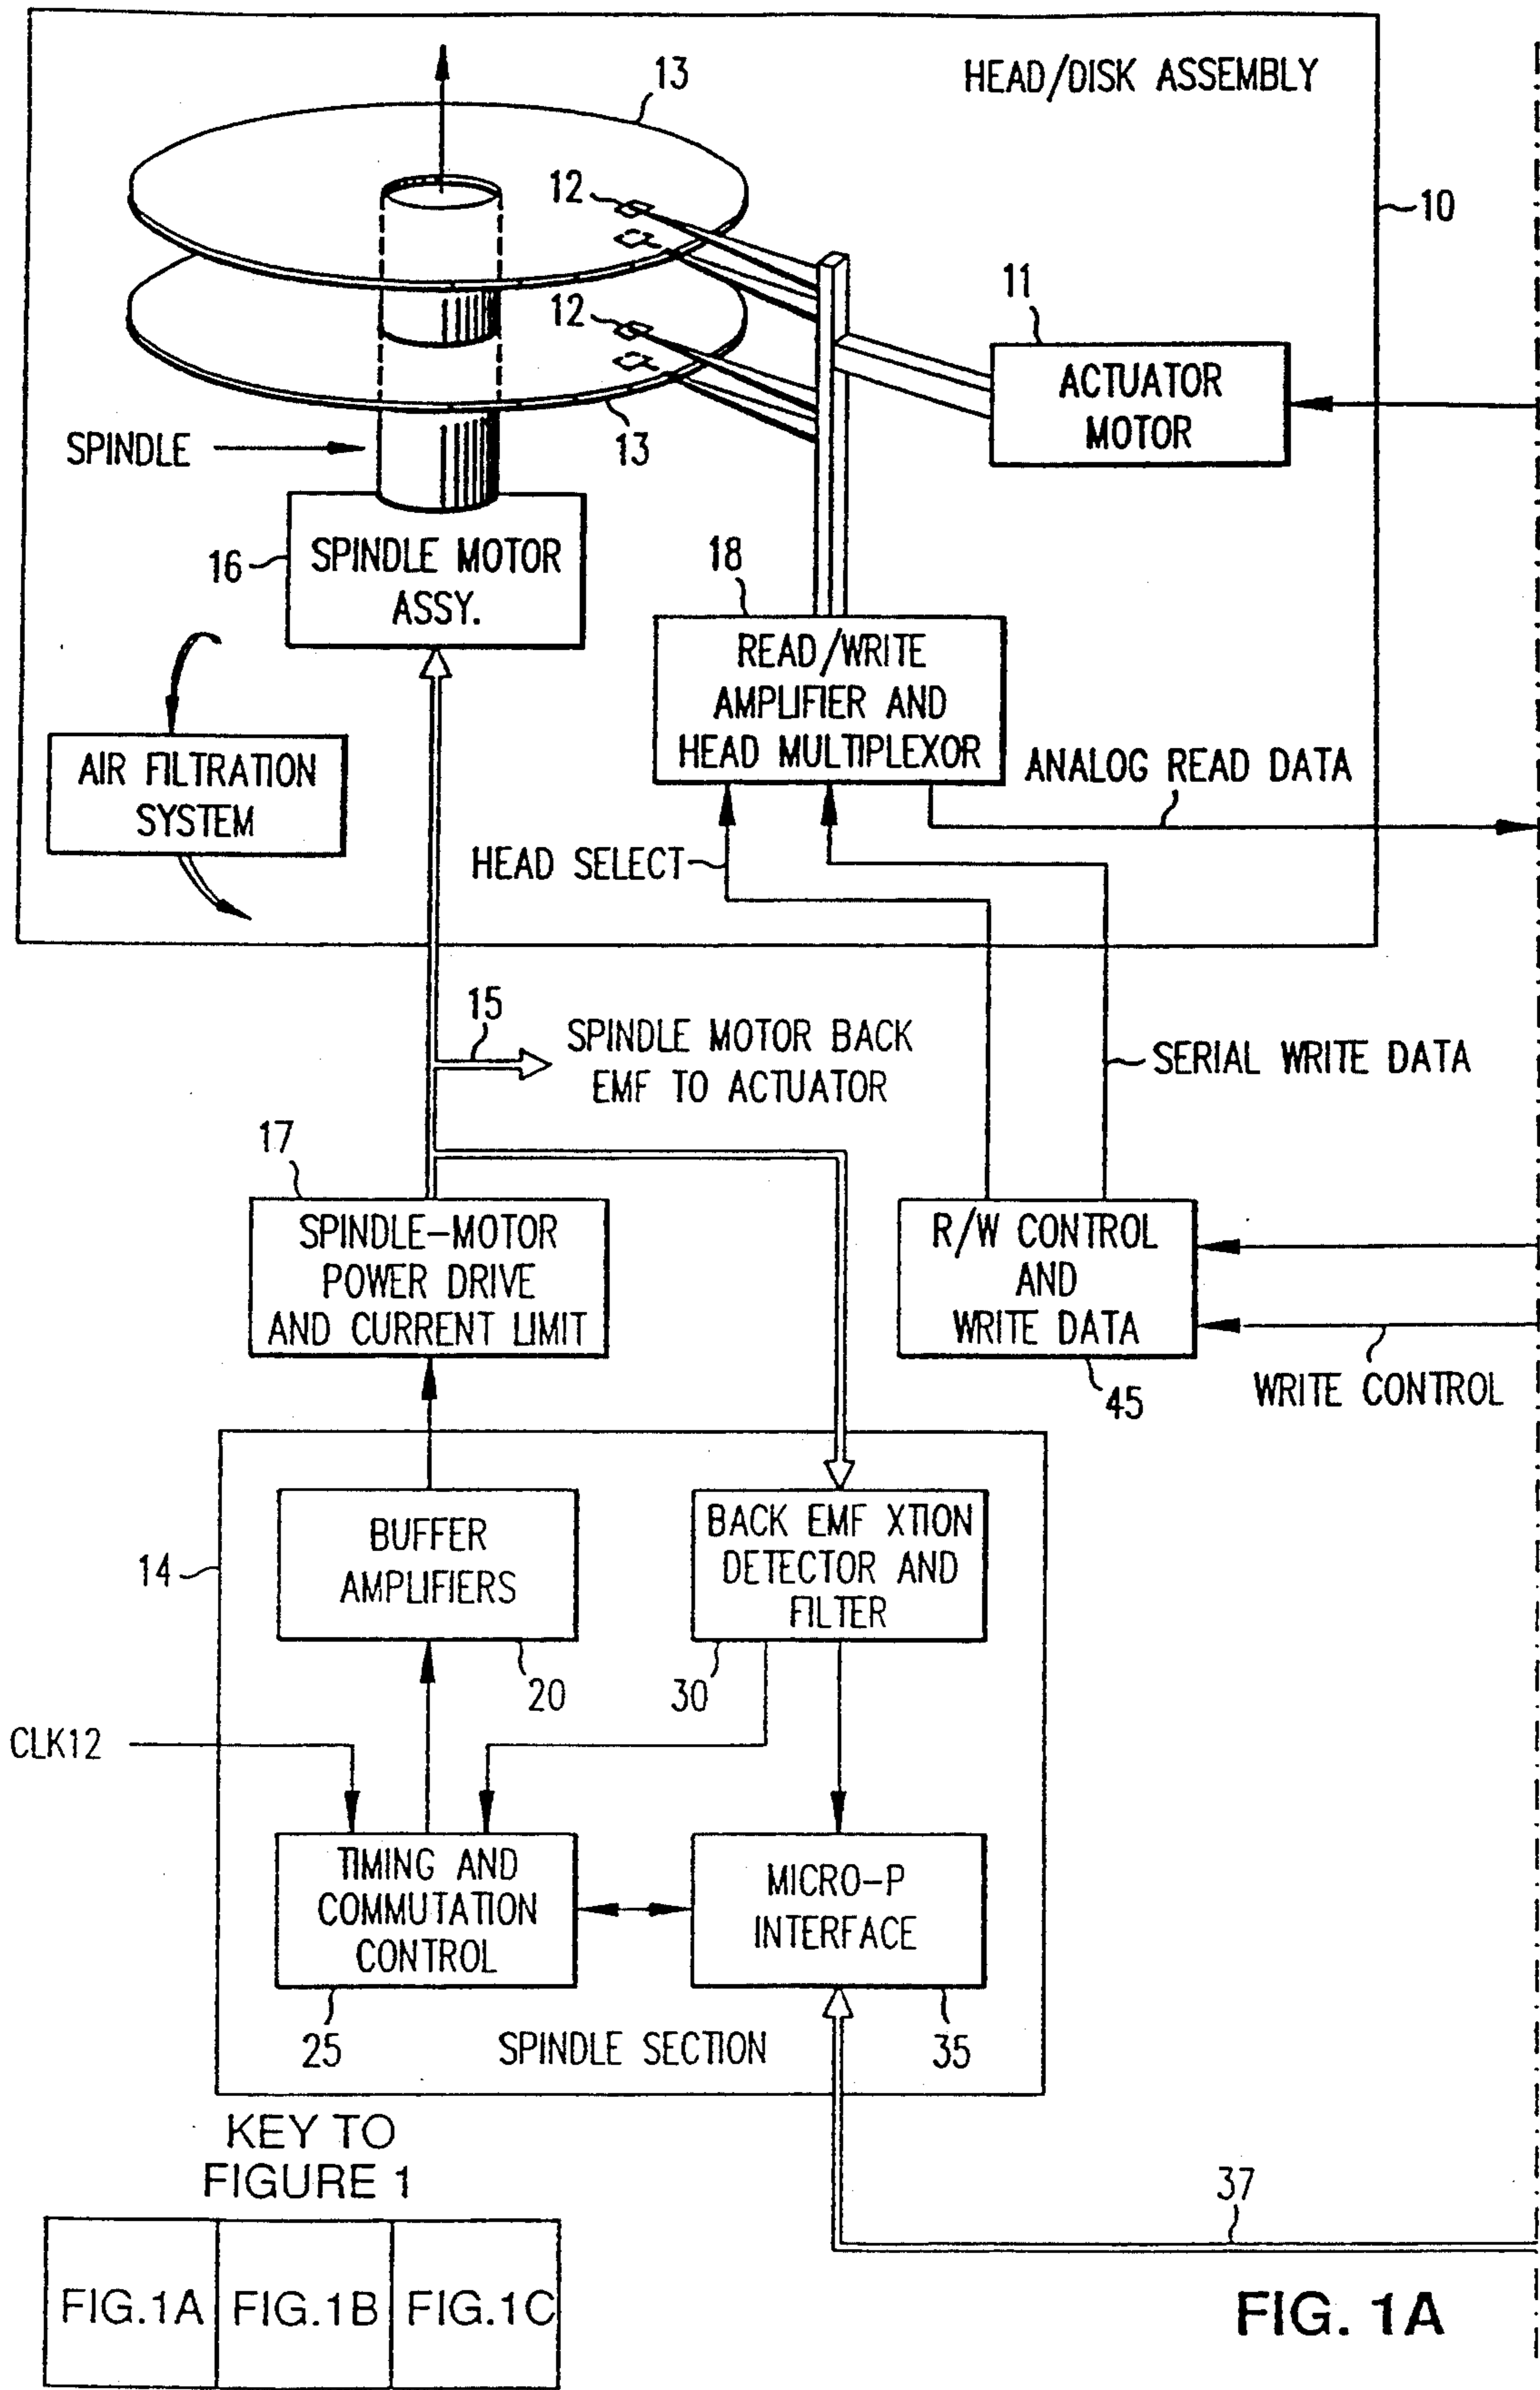 HEAD/DISK ASSEMBLY
13
12
10
11
12
ACTUATOR
MOTOR
SPINDLE
13
16
SPINDLE MOTOR
ASSY.
18
READ/WRITE
AMPLIFIER AND
HEAD MULTIPLEXOR
AIR FILTRATION
SYSTEM
ANALOG READ DATA
HEAD SELECT
15
SPINDLE MOTOR BACK
EMF TO ACTUATOR
SERIAL WRITE DATA
17
SPINDLE-MOTOR
POWER DRIVE
AND CURRENT LIMIT
R/W CONTROL
AND
WRITE DATA
45
WRITE CONTROL
14
BUFFER
AMPLIFIERS
20
BACK EMF XTION
DETECTOR AND
FILTER
30
CLK12
TIMING AND
COMMUTATION
CONTROL
25
MICRO-P
INTERFACE
35
SPINDLE SECTION
37
KEY TO
FIGURE 1
FIG.1A FIG.1B FIG.1C
FIG. 1A